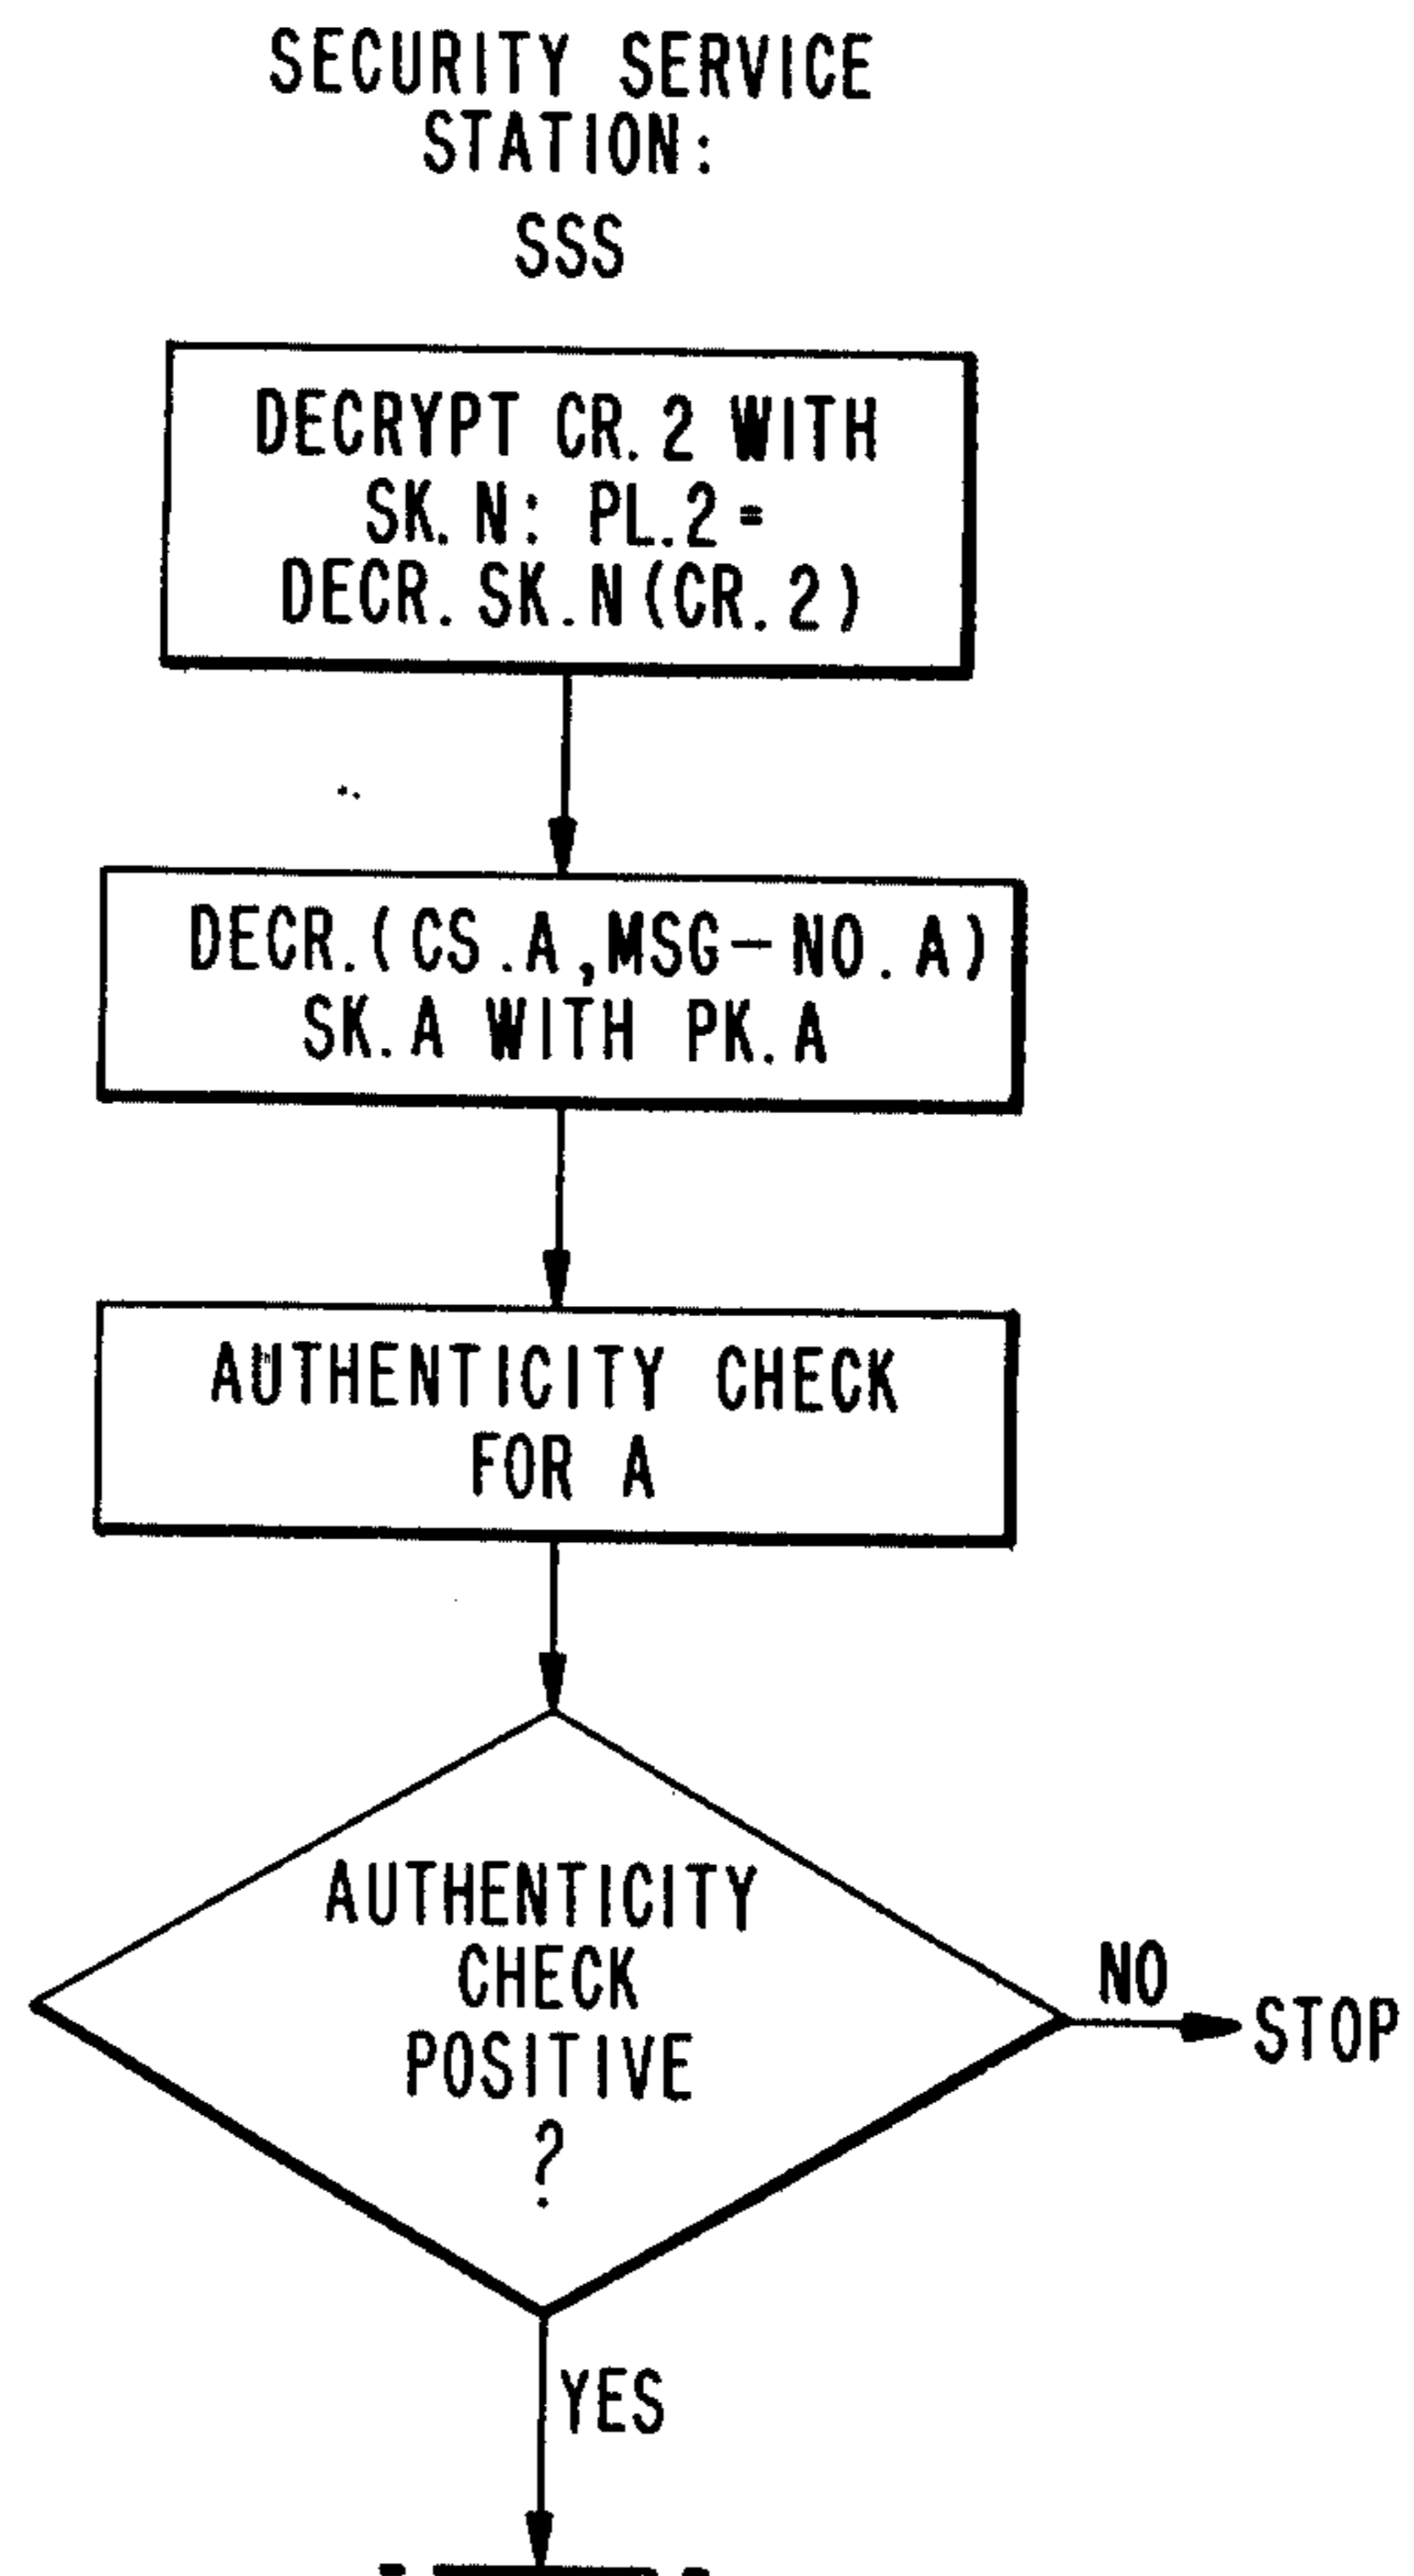 SECURITY SERVICE
STATION:
SSS
DECRYPT CR.2 WITH
SK.N: PL.2=
DECR.SK.N(CR.2)
DECR.(CS.A,MSG-NO.A)
SK.A WITH PK.A
AUTHENTICITY CHECK
FOR A
AUTHENTICITY
CHECK
POSITIVE
?
NO
STOP
YES